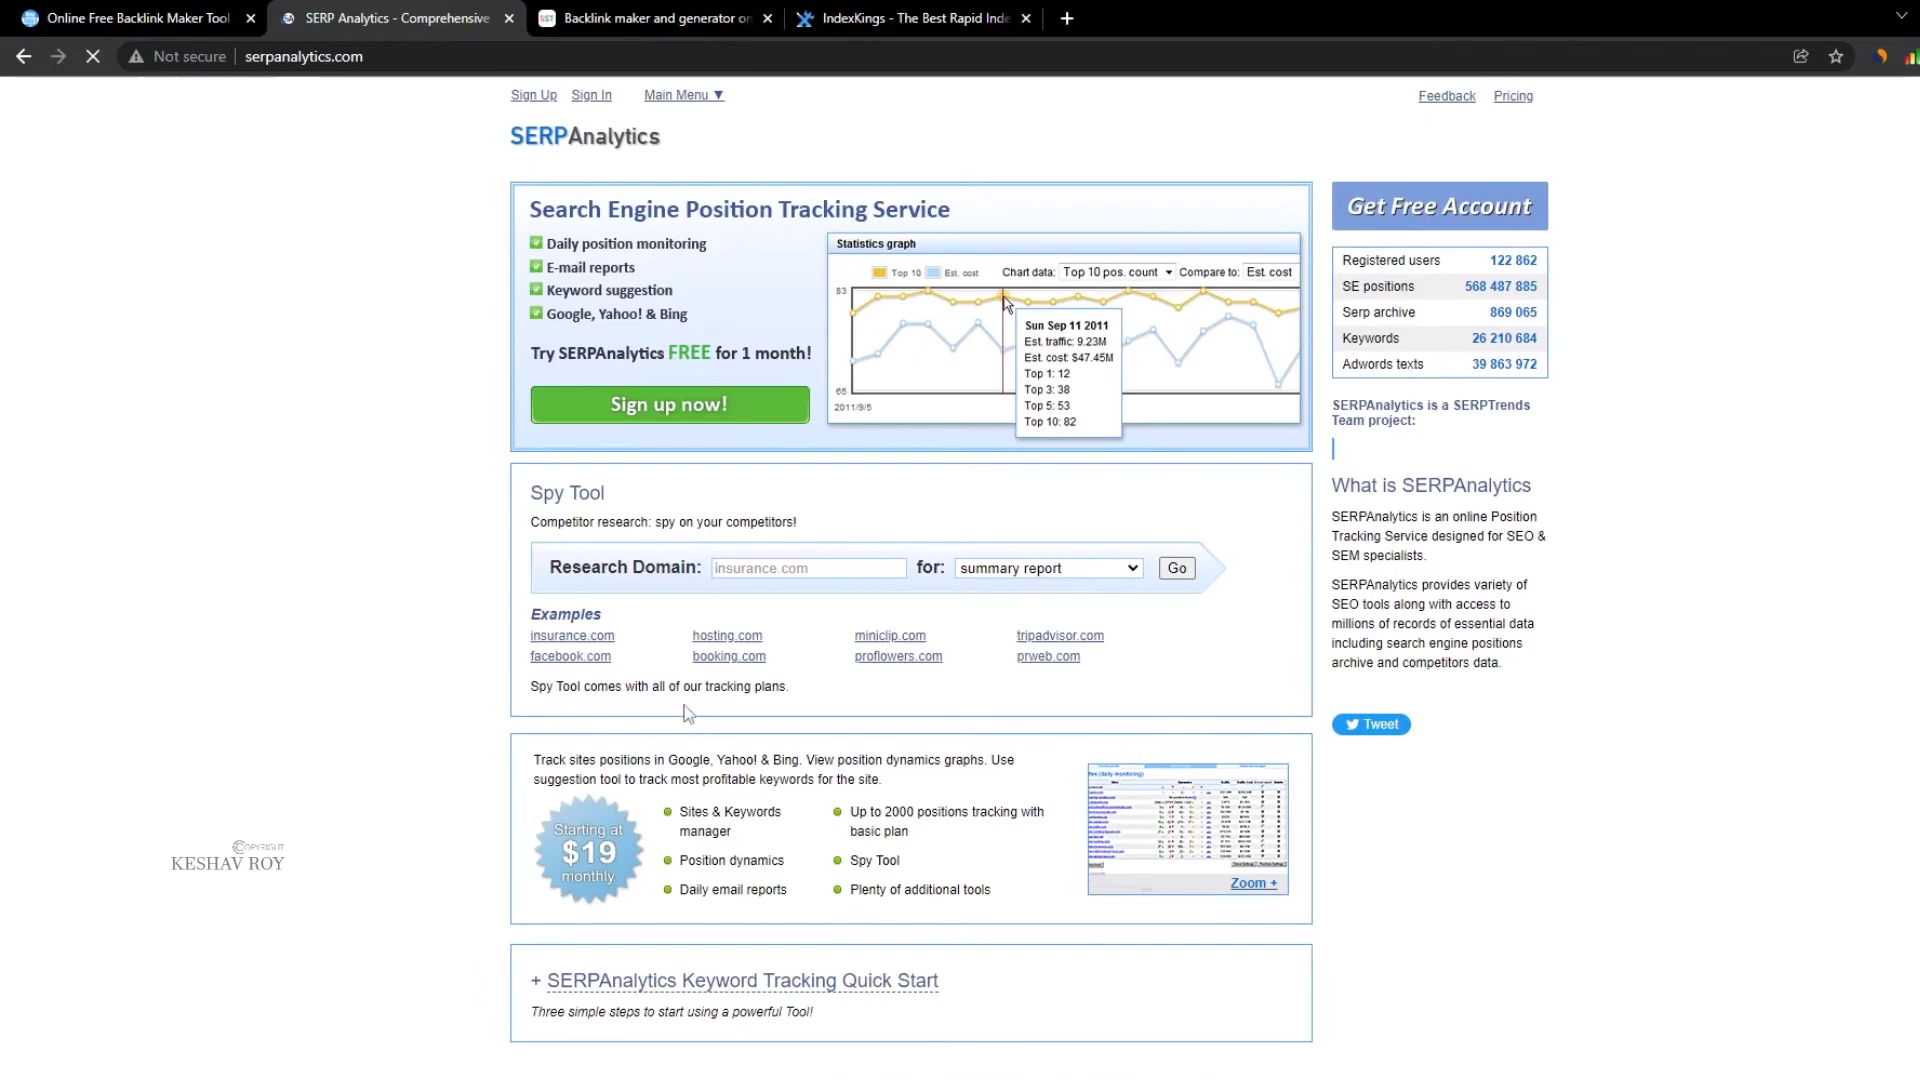 Online Free Backlink Maker Tool
SERP Analytics - Comprehensive
SST Backlink maker and generator on
IndexKings - The Best Rapid Inde
Not secure serpanalytics.com
Sign Up Sign In Main Menu ▼ Feedback Pricing
SERPAnalytics
Search Engine Position Tracking Service
Daily position monitoring
E-mail reports
Keyword suggestion
Google, Yahoo! & Bing
Try SERPAnalytics FREE for 1 month!
Sign up now!
Statistics graph
Top 10 Est. cost Chart data: Top 10 pos. count Compare to: Est. cost
83
65
2011/9/5
Sun Sep 11 2011
Est. traffic: 9.23M
Est. cost: $47.45M
Top 1: 12
Top 3: 38
Top 5: 53
Top 10: 82
Get Free Account
Registered users 122 862
SE positions 568 487 885
Serp archive 869 065
Keywords 26 210 684
Adwords texts 39 863 972
SERPAnalytics is a SERPTrends
Team project:
What is SERPAnalytics
SERPAnalytics is an online Position
Tracking Service designed for SEO &
SEM specialists.
SERPAnalytics provides variety of
SEO tools along with access to
millions of records of essential data
including search engine positions
archive and competitors data.
Tweet
Spy Tool
Competitor research: spy on your competitors!
Research Domain: insurance.com for: summary report Go
Examples
insurance.com hosting.com miniclip.com tripadvisor.com
facebook.com booking.com proflowers.com prweb.com
Spy Tool comes with all of our tracking plans.
Track sites positions in Google, Yahoo! & Bing. View position dynamics graphs. Use
suggestion tool to track most profitable keywords for the site.
Starting at
$19
monthly
Sites & Keywords
manager
Position dynamics
Daily email reports
Up to 2000 positions tracking with
basic plan
Spy Tool
Plenty of additional tools
Zoom +
©OPYRIGHT
KESHAV ROY
+ SERPAnalytics Keyword Tracking Quick Start
Three simple steps to start using a powerful Tool!